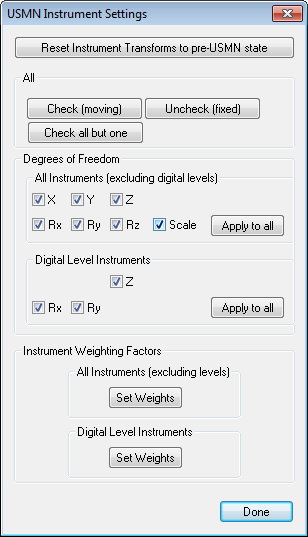 USMN Instrument Settings
Reset Instrument Transforms to pre-USMN state
All
Check (moving) Uncheck (fixed)
Check all but one
Degrees of Freedom
All Instruments (excluding digital levels)
X Y Z
Rx Ry Rz Scale Apply to all
Digital Level Instruments
Z
Rx Ry Apply to all
Instrument Weighting Factors
All Instruments (excluding levels)
Set Weights
Digital Level Instruments
Set Weights
Done